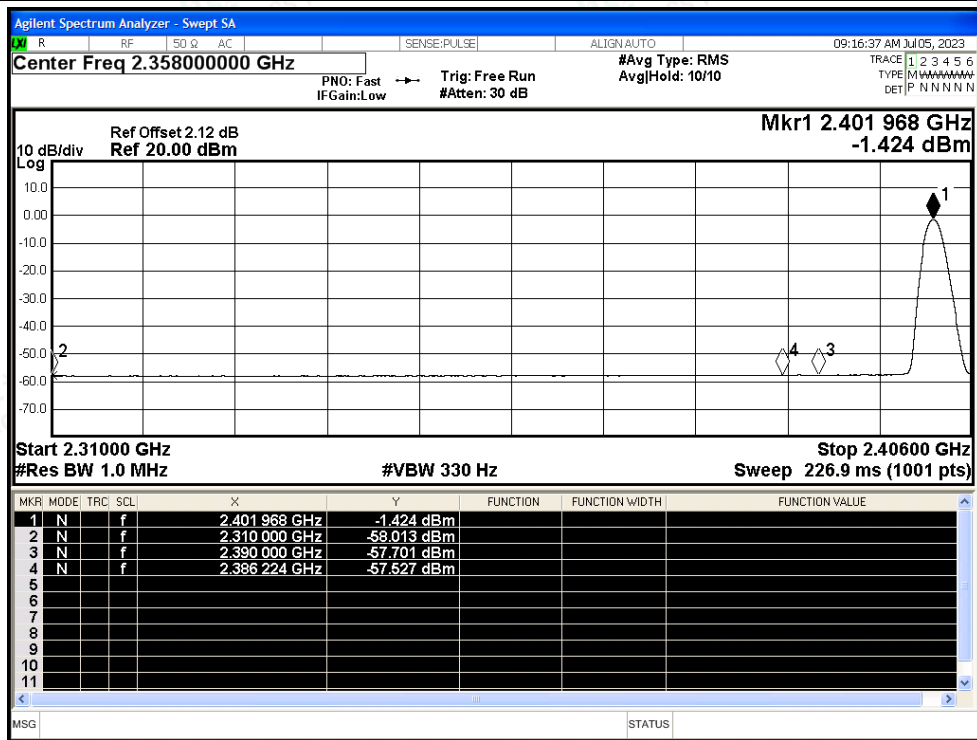 Agilent Spectrum Analyzer - Swept SA
LXI R RF 50 Ω AC SENSE:PULSE ALIGN AUTO 09:16:37 AM Jul 05, 2023
Center Freq 2.358000000 GHz
PNO: Fast
IFGain:Low
Trig: Free Run
#Atten: 30 dB
#Avg Type: RMS
Avg|Hold: 10/10
TRACE 1 2 3 4 5 6
TYPE M
DET P N N N N N
Mkr1 2.401 968 GHz
-1.424 dBm
Ref Offset 2.12 dB
10 dB/div Ref 20.00 dBm
Log
10.0
0.00
-10.0
-20.0
-30.0
-40.0
-50.0
-60.0
-70.0
1
2
4
3
Start 2.31000 GHz Stop 2.40600 GHz
#Res BW 1.0 MHz #VBW 330 Hz Sweep 226.9 ms (1001 pts)
MKR MODE TRC SCL X Y FUNCTION FUNCTION WIDTH FUNCTION VALUE
1 N f 2.401 968 GHz -1.424 dBm
2 N f 2.310 000 GHz -58.013 dBm
3 N f 2.390 000 GHz -57.701 dBm
4 N f 2.386 224 GHz -57.527 dBm
5
6
7
8
9
10
11
MSG STATUS